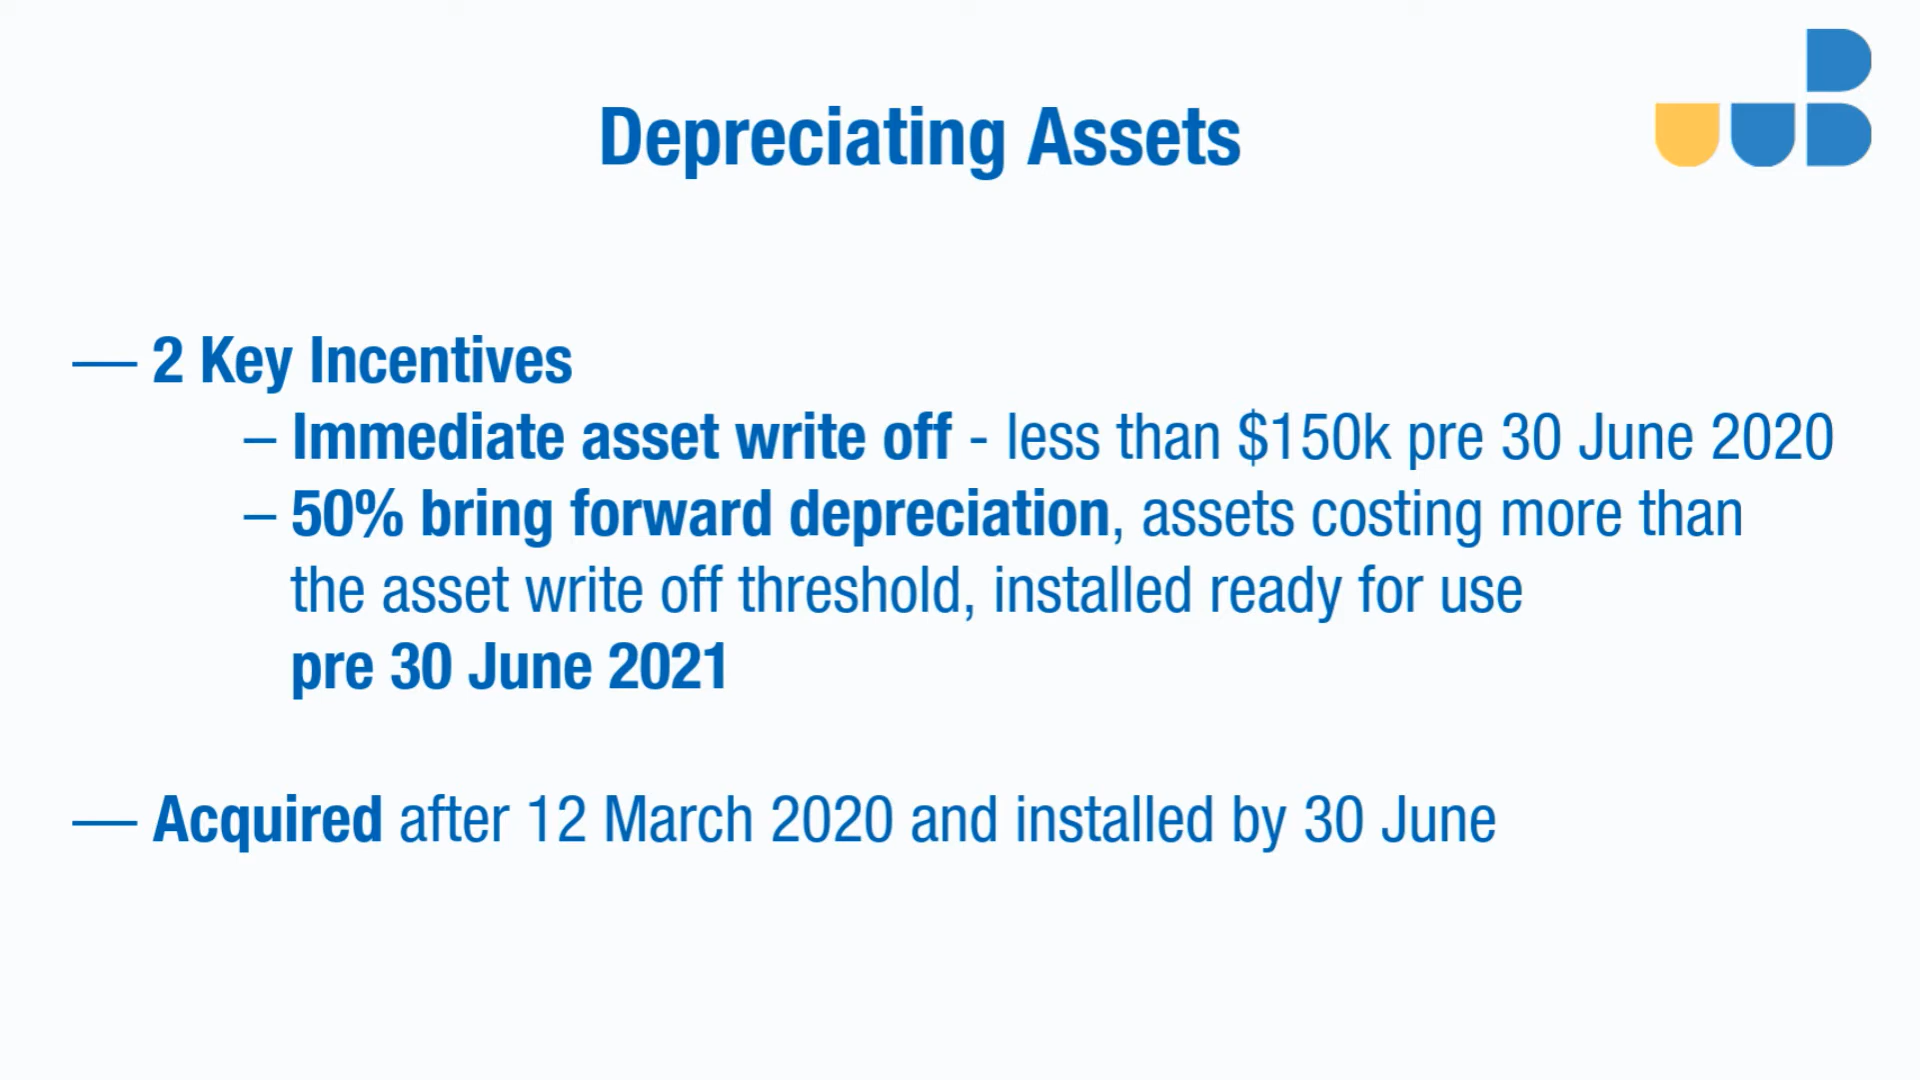 Depreciating Assets
— 2 Key Incentives
– Immediate asset write off - less than $150k pre 30 June 2020
– 50% bring forward depreciation, assets costing more than
the asset write off threshold, installed ready for use
pre 30 June 2021
— Acquired after 12 March 2020 and installed by 30 June